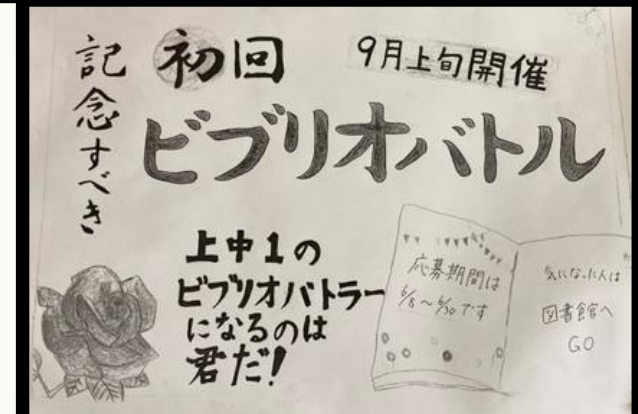 記念すべき
初回
9月上旬開催
ビブリオバトル
上中1の
ビブリオバトラー
になるのは
君だ!
応募期間は
6/8~6/30です
気になった人は
図書館へ
GO